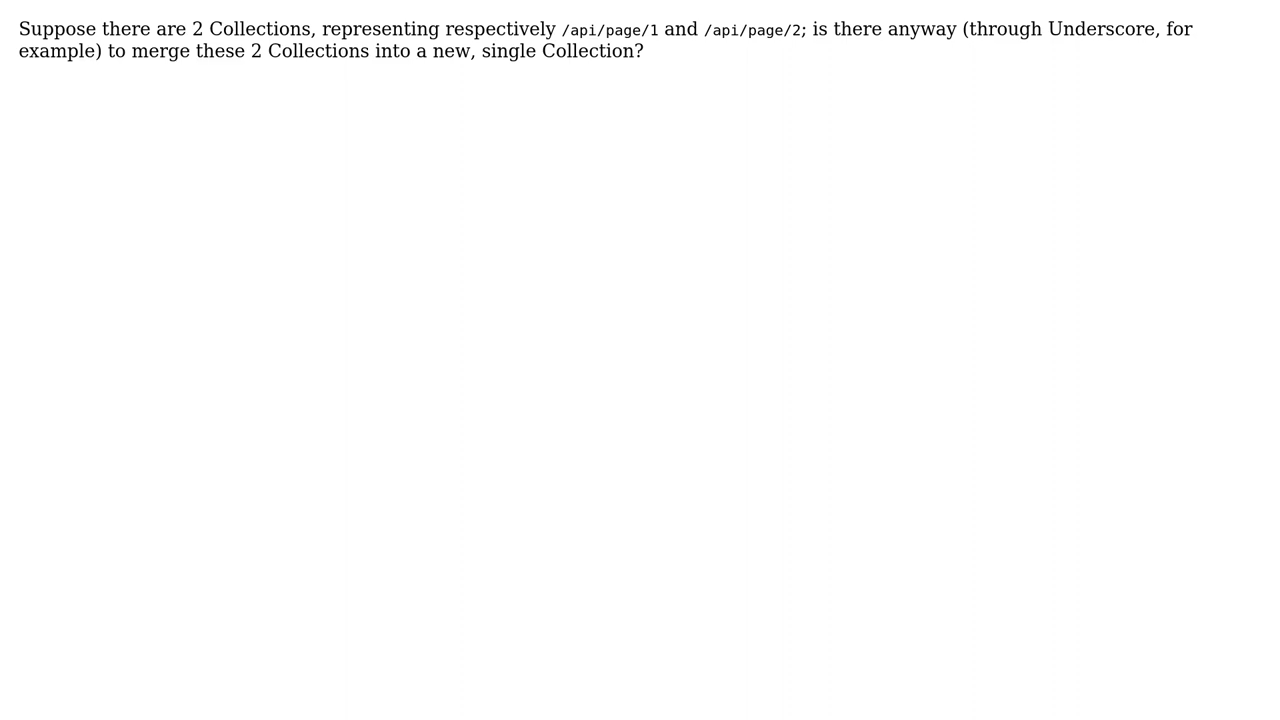 Suppose there are 2 Collections, representing respectively /api/page/1 and /api/page/2; is there anyway (through Underscore, for
example) to merge these 2 Collections into a new, single Collection?